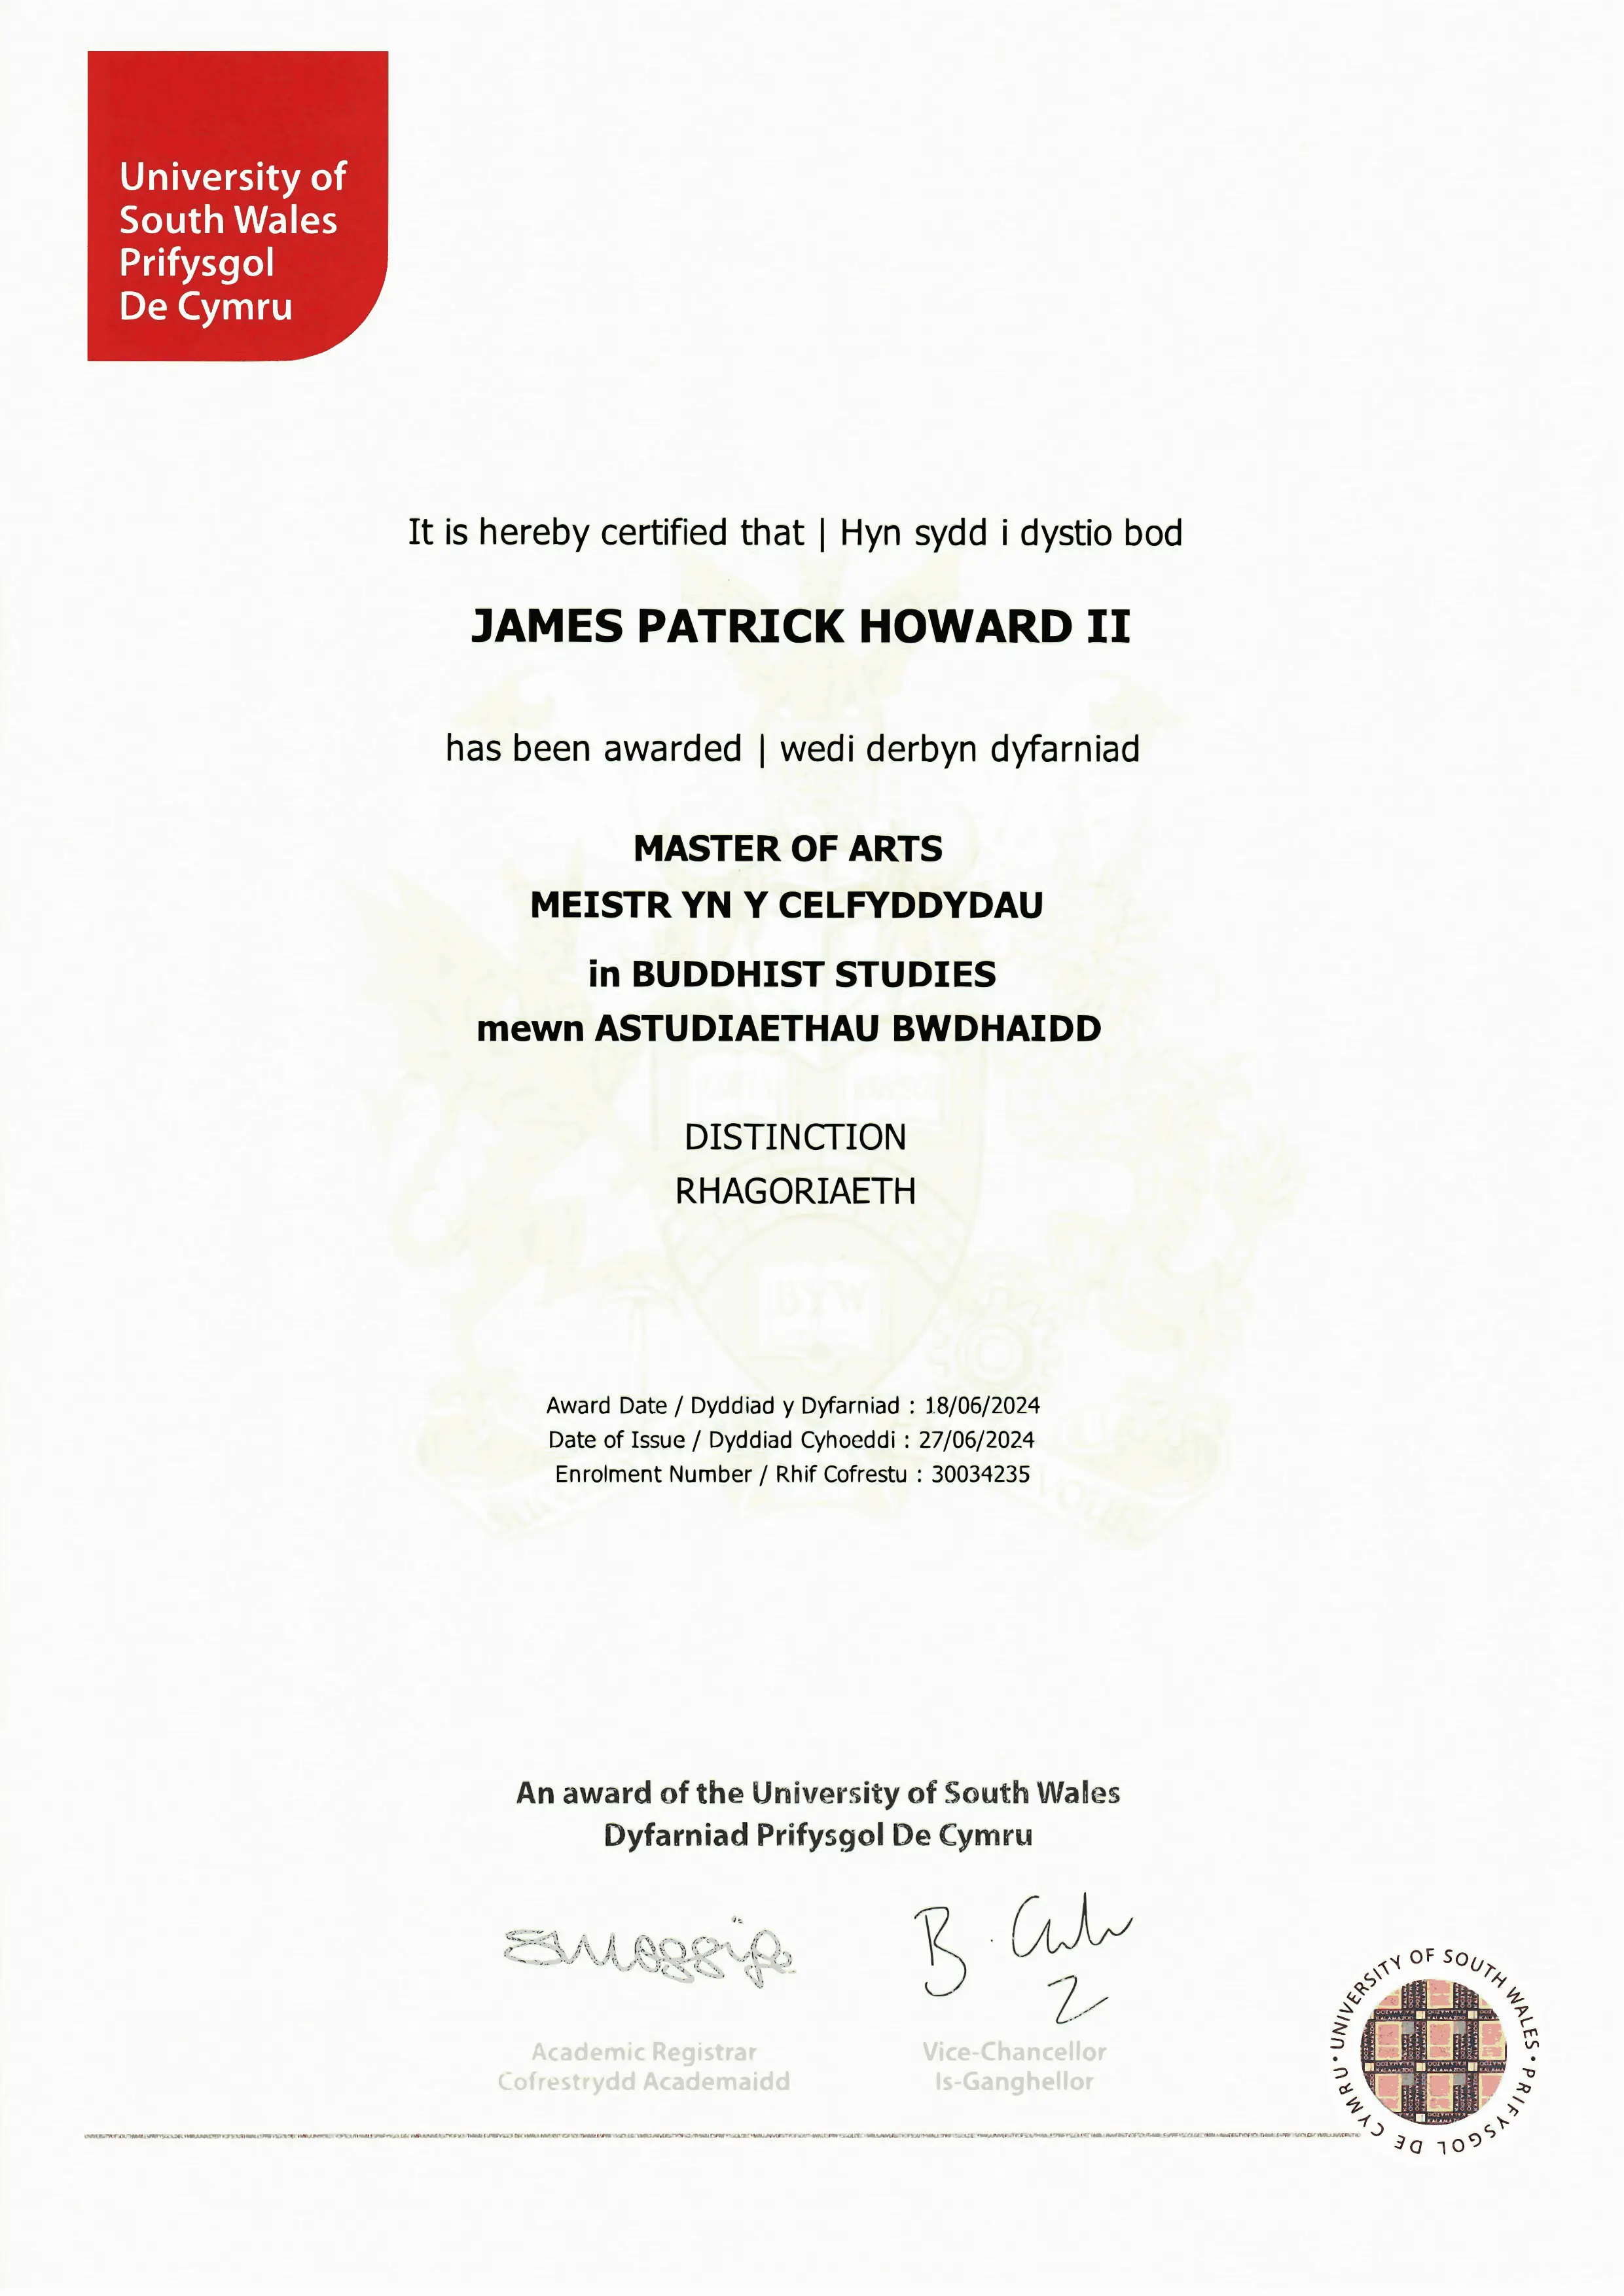 University of
South Wales
Prifysgol
De Cymru
It is hereby certified that | Hyn sydd i dystio bod
JAMES PATRICK HOWARD II
has been awarded | wedi derbyn dyfarniad
MASTER OF ARTS
MEISTR YN Y CELFYDDYDAU
in BUDDHIST STUDIES
mewn ASTUDIAETHAU BWDHAIDD
DISTINCTION
RHAGORIAETH
BYW
Award Date / Dyddiad y Dyfarniad : 18/06/2024
Date of Issue / Dyddiad Cyhoeddi : 27/06/2024
Enrolment Number / Rhif Cofrestu : 30034235
An award of the University of South Wales
Dyfarniad Prifysgol De Cymru
Academic Registrar
Cofrestrydd Academaidd
Vice-Chancellor
Is-Ganghellor
UNIVERSITY OF SOUTH WALES • PRIFYSGOL DE CYMRU •